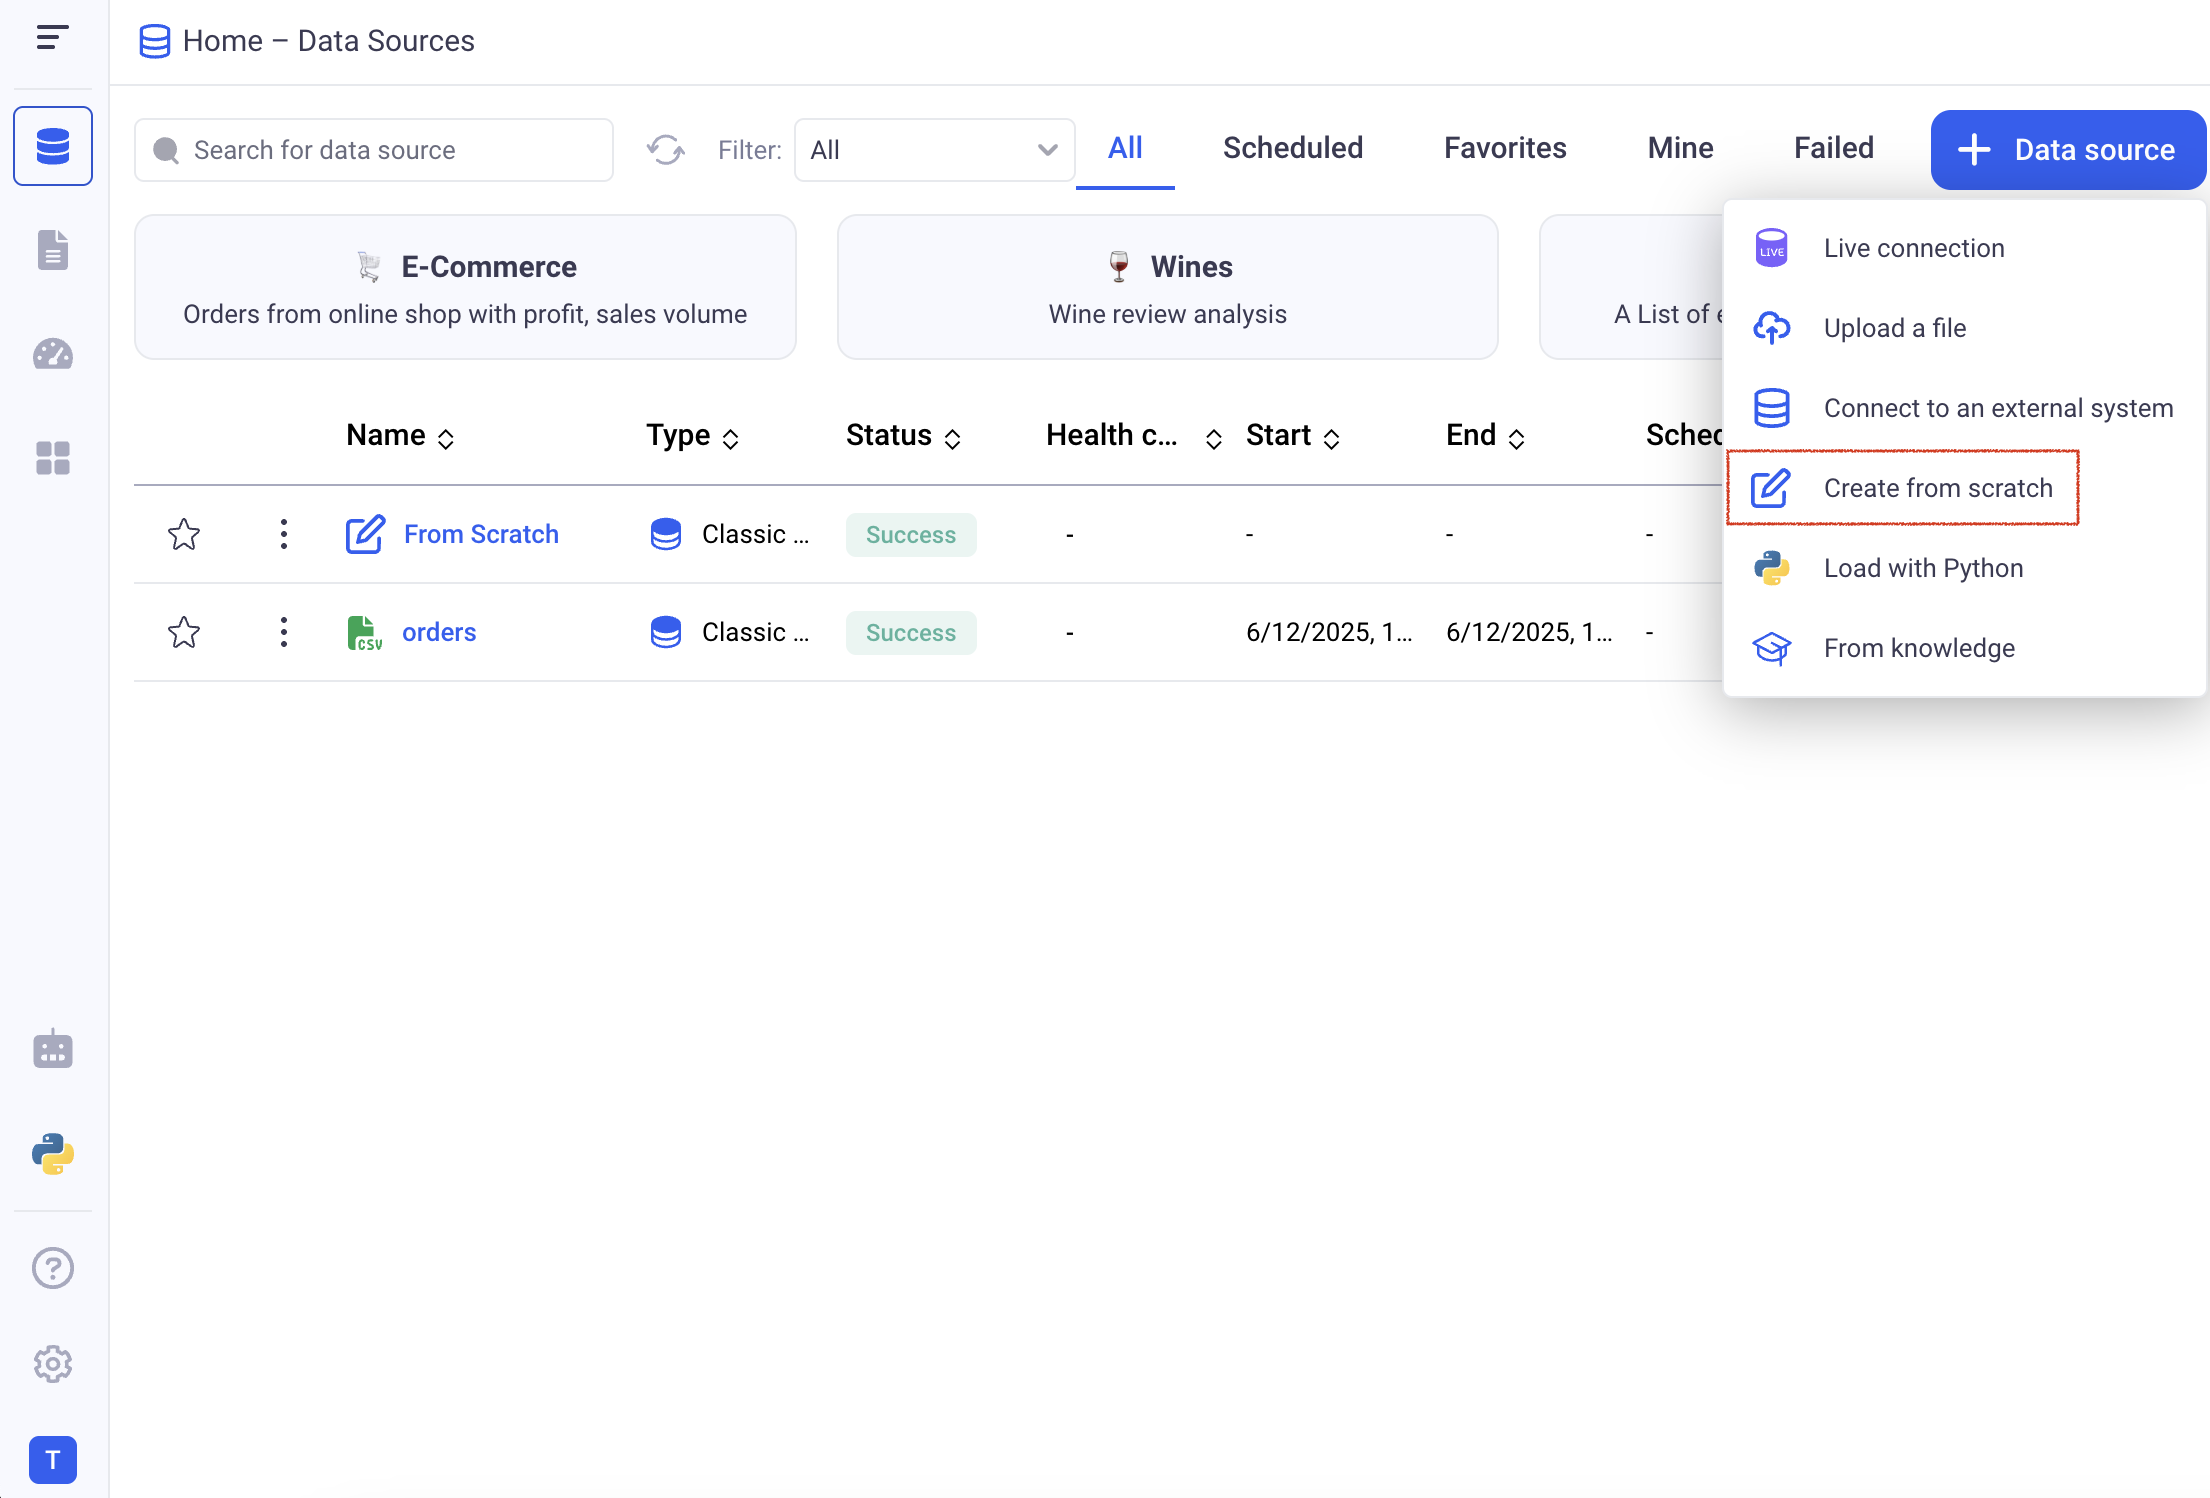 Home – Data Sources
Search for data source
Filter:
All
All
Scheduled
Favorites
Mine
Failed
Data source
E-Commerce
Orders from online shop with profit, sales volume
Wines
Wine review analysis
A List of e
LIVE
Live connection
Upload a file
Connect to an external system
Create from scratch
Load with Python
From knowledge
Name
Type
Status
Health c...
Start
End
Sched
From Scratch
Classic ...
Success
-
-
-
-
CSV
orders
Classic ...
Success
-
6/12/2025, 1...
6/12/2025, 1...
-
?
T